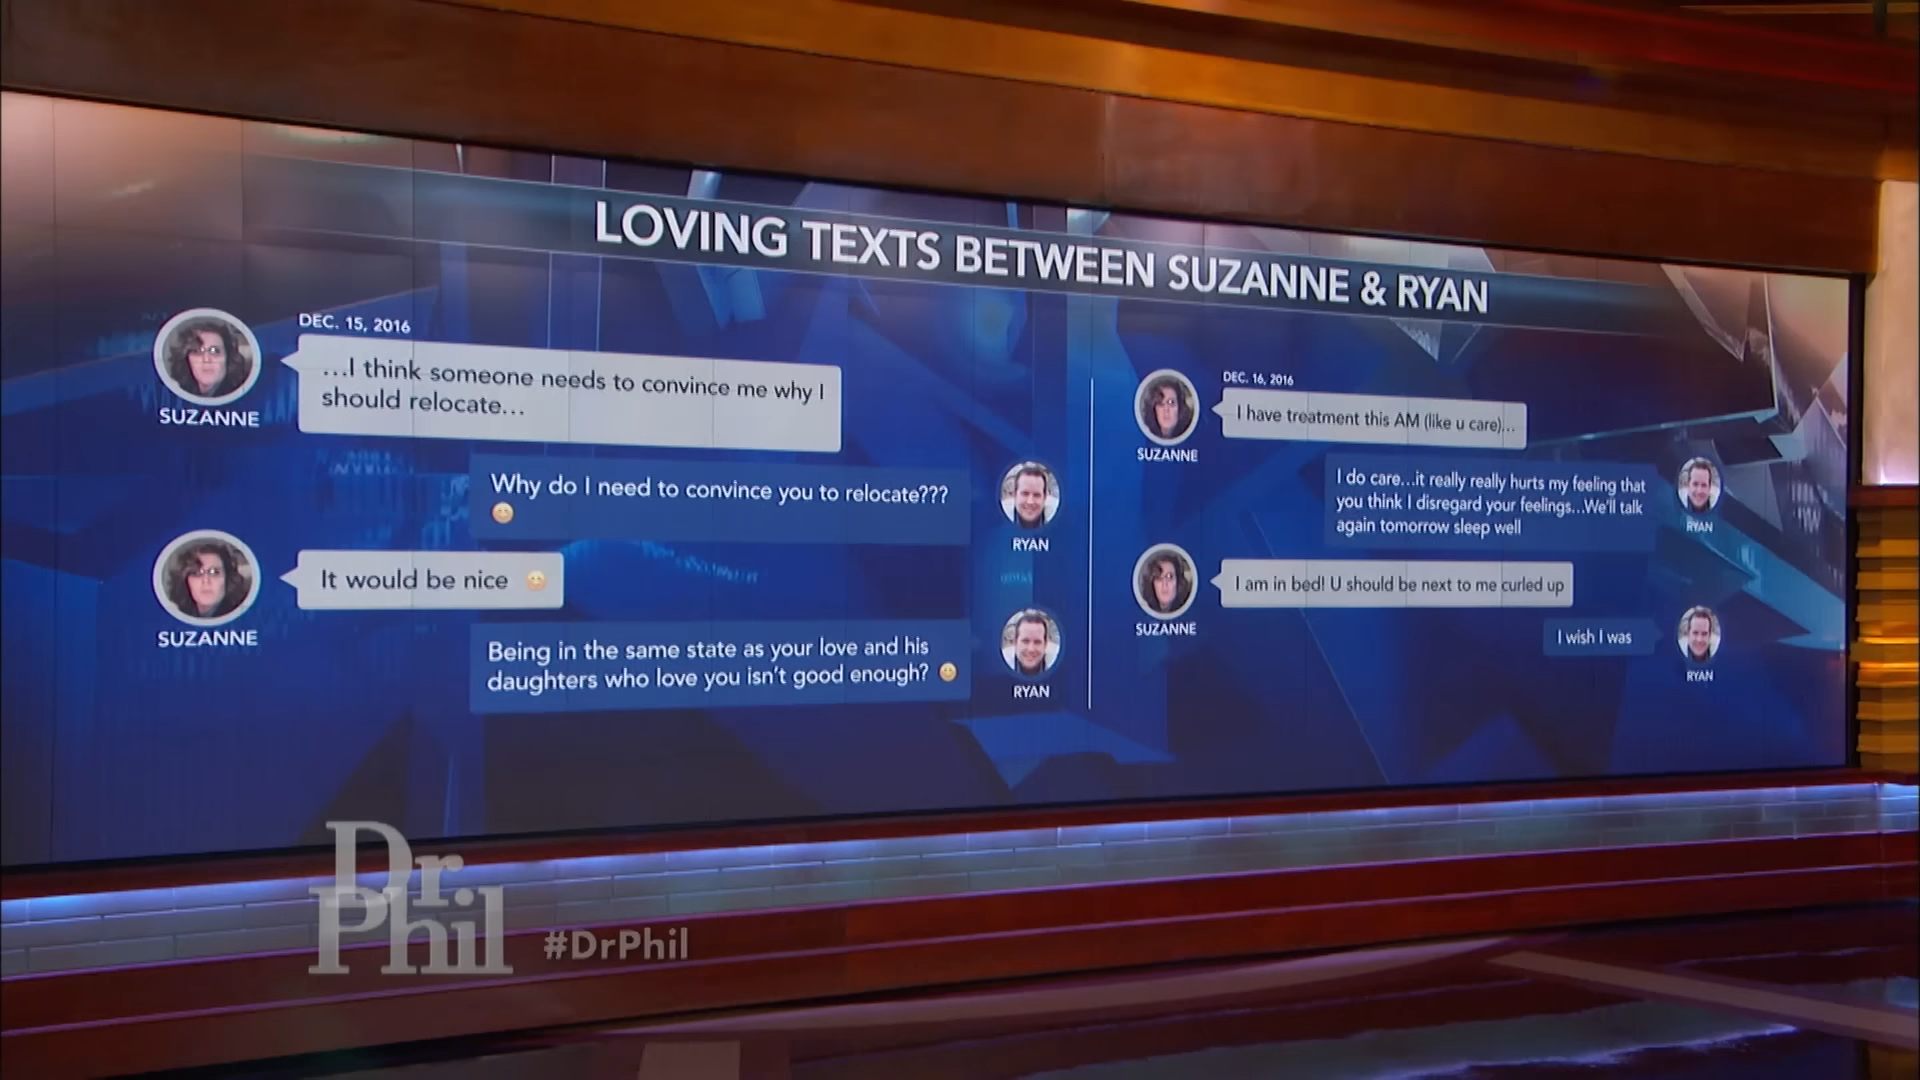 LOVING TEXTS BETWEEN SUZANNE & RYAN
DEC. 15, 2016
...I think someone needs to convince me why I
should relocate...
SUZANNE
Why do I need to convince you to relocate???
😊
RYAN
It would be nice 😊
SUZANNE
Being in the same state as your love and his
daughters who love you isn't good enough? 😊
RYAN
DEC. 16, 2016
I have treatment this AM (like u care)...
SUZANNE
I do care...it really really hurts my feeling that
you think I disregard your feelings...We'll talk
again tomorrow sleep well
RYAN
I am in bed! U should be next to me curled up
SUZANNE
I wish I was
RYAN
Dr.
Phil
#DrPhil